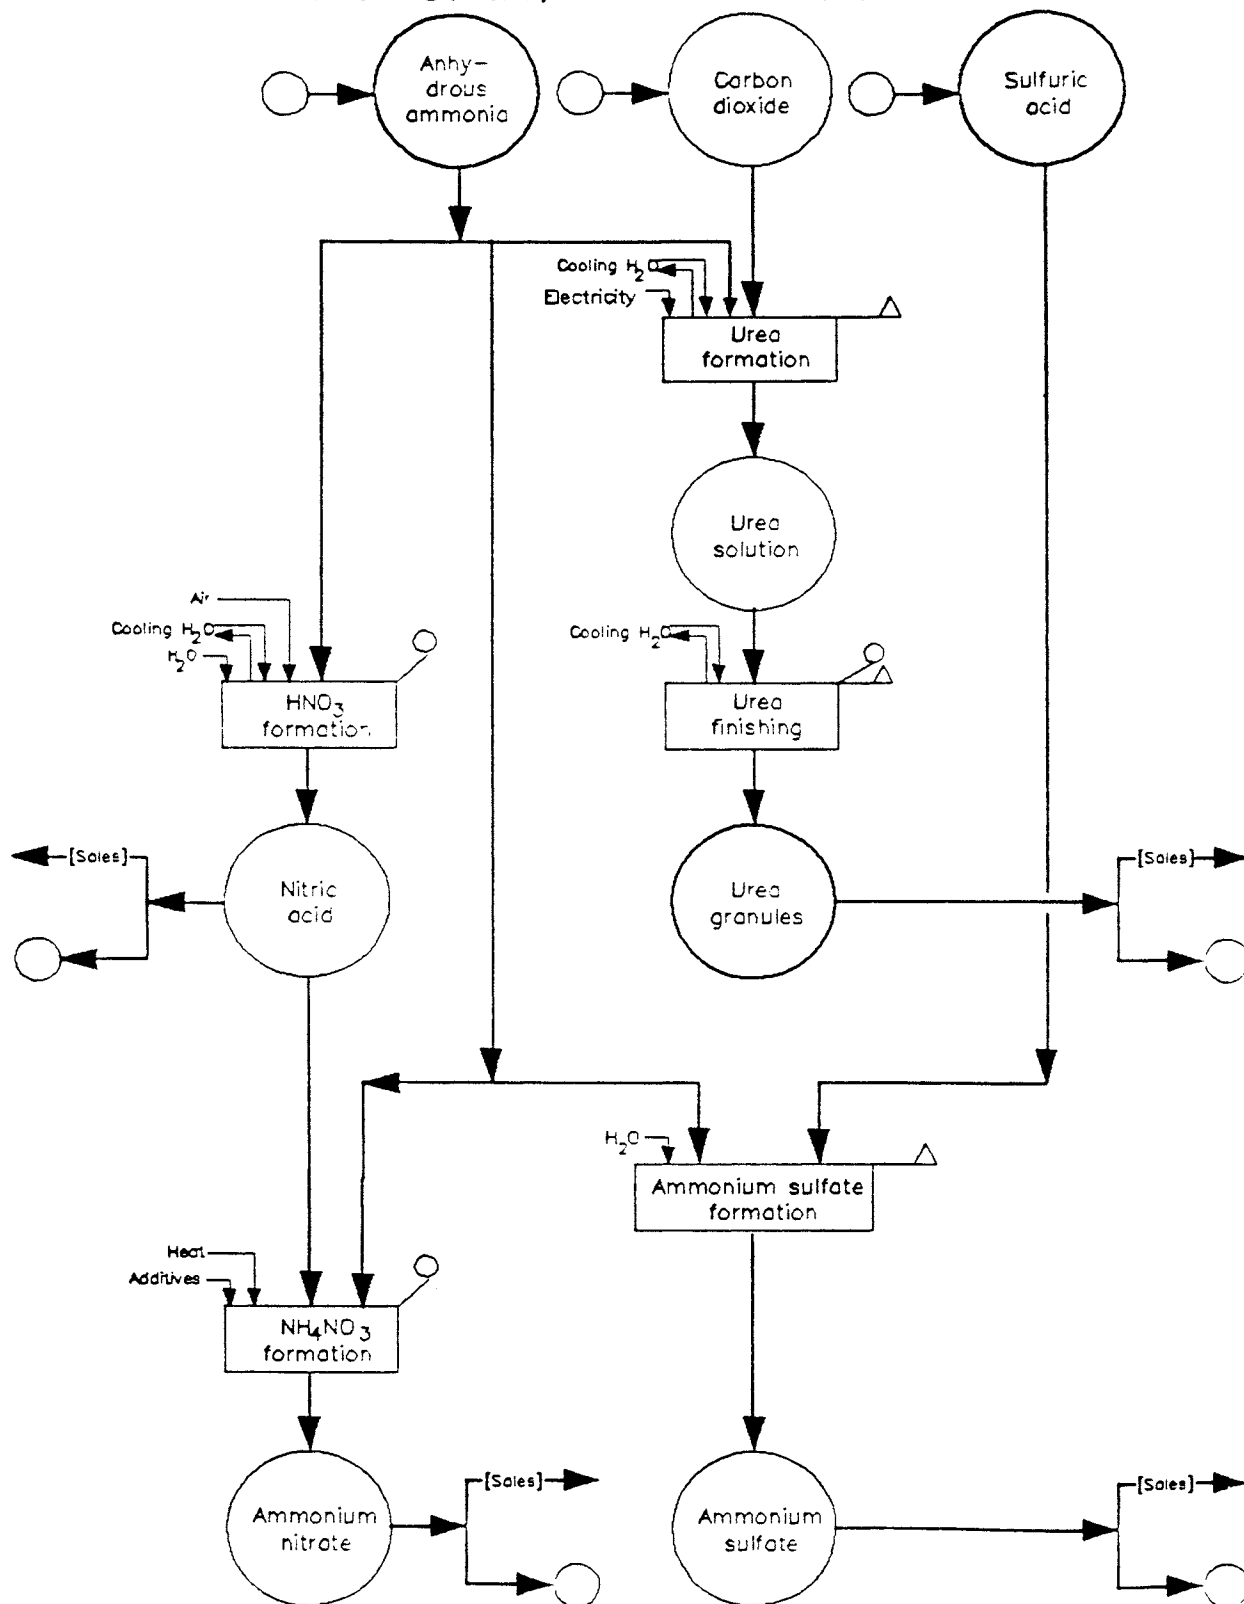 Anhy-
drous
ammonia
Carbon
dioxide
Sulfuric
acid
Cooling H2O
Electricity
Urea
formation
Urea
solution
Air
Cooling H2O
H2O
HNO3
formation
Cooling H2O
Urea
finishing
[Sales]
Nitric
acid
Urea
granules
[Sales]
H2O
Ammonium sulfate
formation
Heat
Additives
NH4NO3
formation
Ammonium
nitrate
[Sales]
Ammonium
sulfate
[Sales]